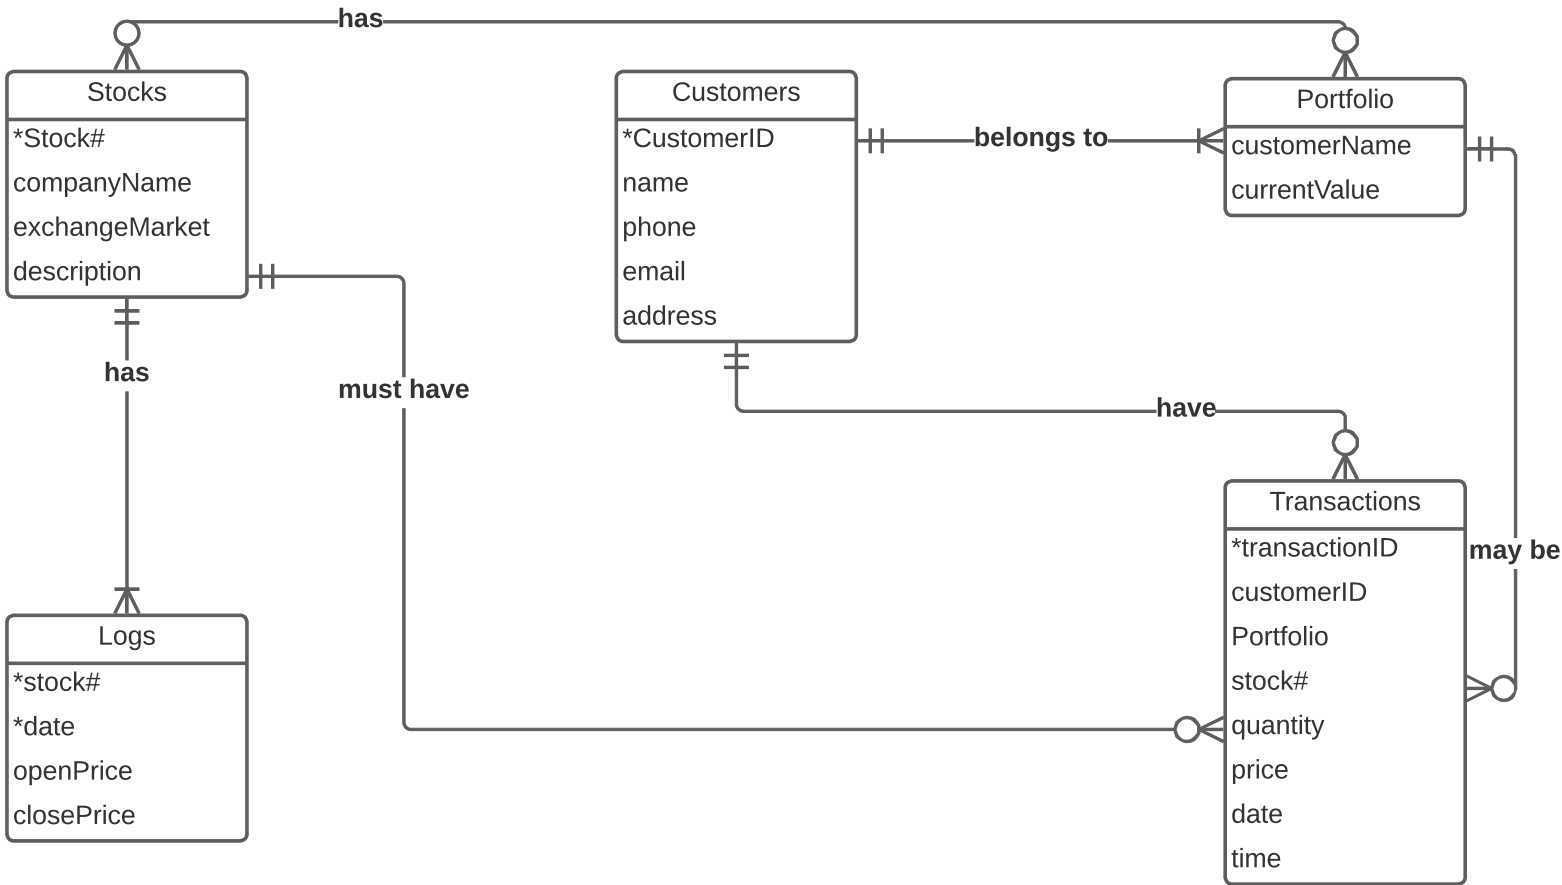 has
Stocks
*Stock#
companyName
exchangeMarket
description
Customers
*CustomerID
name
phone
email
address
belongs to
Portfolio
customerName
currentValue
has
must have
have
may be
Logs
*stock#
*date
openPrice
closePrice
Transactions
*transactionID
customerID
Portfolio
stock#
quantity
price
date
time